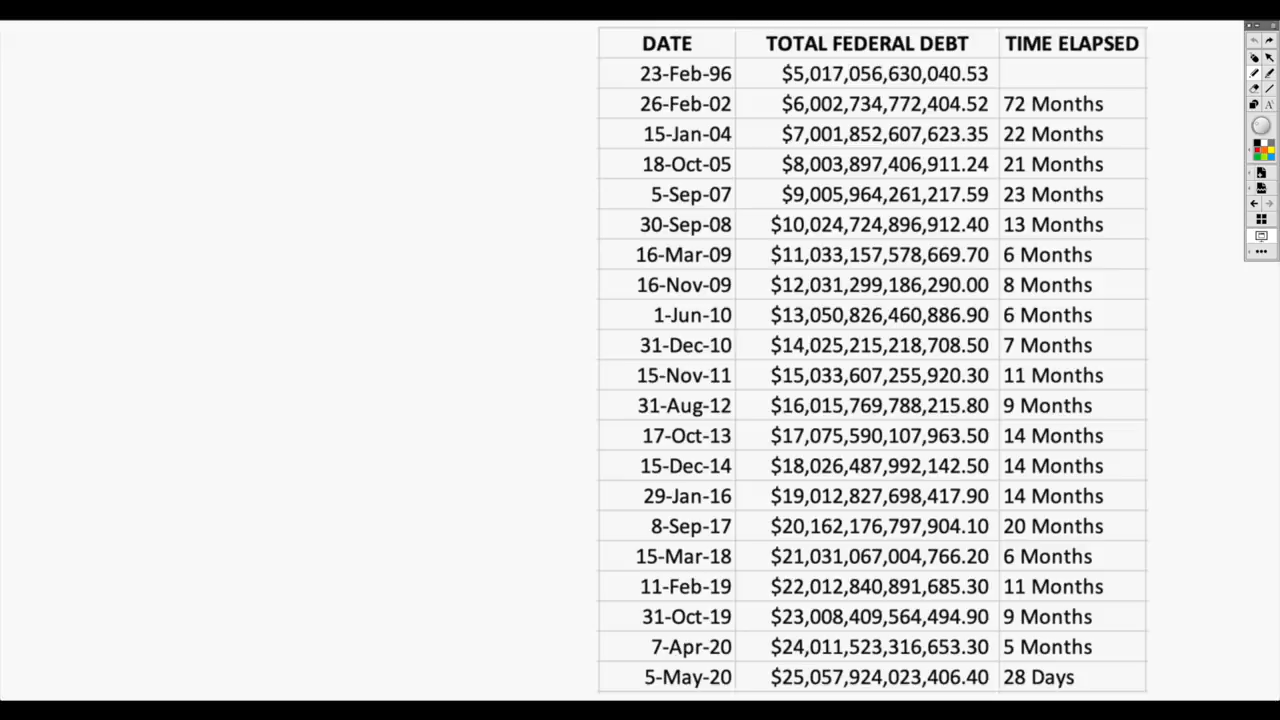 DATE TOTAL FEDERAL DEBT TIME ELAPSED
23-Feb-96 $5,017,056,630,040.53
26-Feb-02 $6,002,734,772,404.52 72 Months
15-Jan-04 $7,001,852,607,623.35 22 Months
18-Oct-05 $8,003,897,406,911.24 21 Months
5-Sep-07 $9,005,964,261,217.59 23 Months
30-Sep-08 $10,024,724,896,912.40 13 Months
16-Mar-09 $11,033,157,578,669.70 6 Months
16-Nov-09 $12,031,299,186,290.00 8 Months
1-Jun-10 $13,050,826,460,886.90 6 Months
31-Dec-10 $14,025,215,218,708.50 7 Months
15-Nov-11 $15,033,607,255,920.30 11 Months
31-Aug-12 $16,015,769,788,215.80 9 Months
17-Oct-13 $17,075,590,107,963.50 14 Months
15-Dec-14 $18,026,487,992,142.50 14 Months
29-Jan-16 $19,012,827,698,417.90 14 Months
8-Sep-17 $20,162,176,797,904.10 20 Months
15-Mar-18 $21,031,067,004,766.20 6 Months
11-Feb-19 $22,012,840,891,685.30 11 Months
31-Oct-19 $23,008,409,564,494.90 9 Months
7-Apr-20 $24,011,523,316,653.30 5 Months
5-May-20 $25,057,924,023,406.40 28 Days